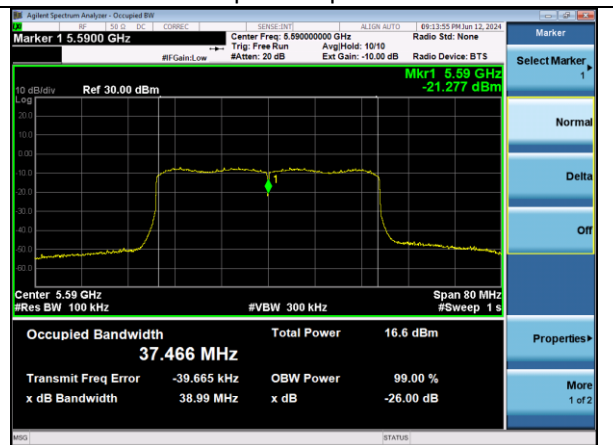 Agilent Spectrum Analyzer - Occupied BW
RF 50 Ω DC CORREC SENSE:INT ALIGN AUTO 09:13:55 PM Jun 12, 2024
Marker 1 5.5900 GHz
Center Freq: 5.590000000 GHz Radio Std: None
Trig: Free Run Avg|Hold: 10/10
#IFGain:Low #Atten: 20 dB Ext Gain: -10.00 dB Radio Device: BTS
Mkr1 5.59 GHz
-21.277 dBm
10 dB/div Ref 30.00 dBm
Log
20.0
10.0
0.00
-10.0
1
-20.0
-30.0
-40.0
-50.0
-60.0
Center 5.59 GHz Span 80 MHz
#Res BW 100 kHz #VBW 300 kHz #Sweep 1 s
Occupied Bandwidth Total Power 16.6 dBm
37.466 MHz
Transmit Freq Error -39.665 kHz OBW Power 99.00 %
x dB Bandwidth 38.99 MHz x dB -26.00 dB
MSG STATUS
Marker
Select Marker
1
Normal
Delta
Off
Properties
More
1 of 2